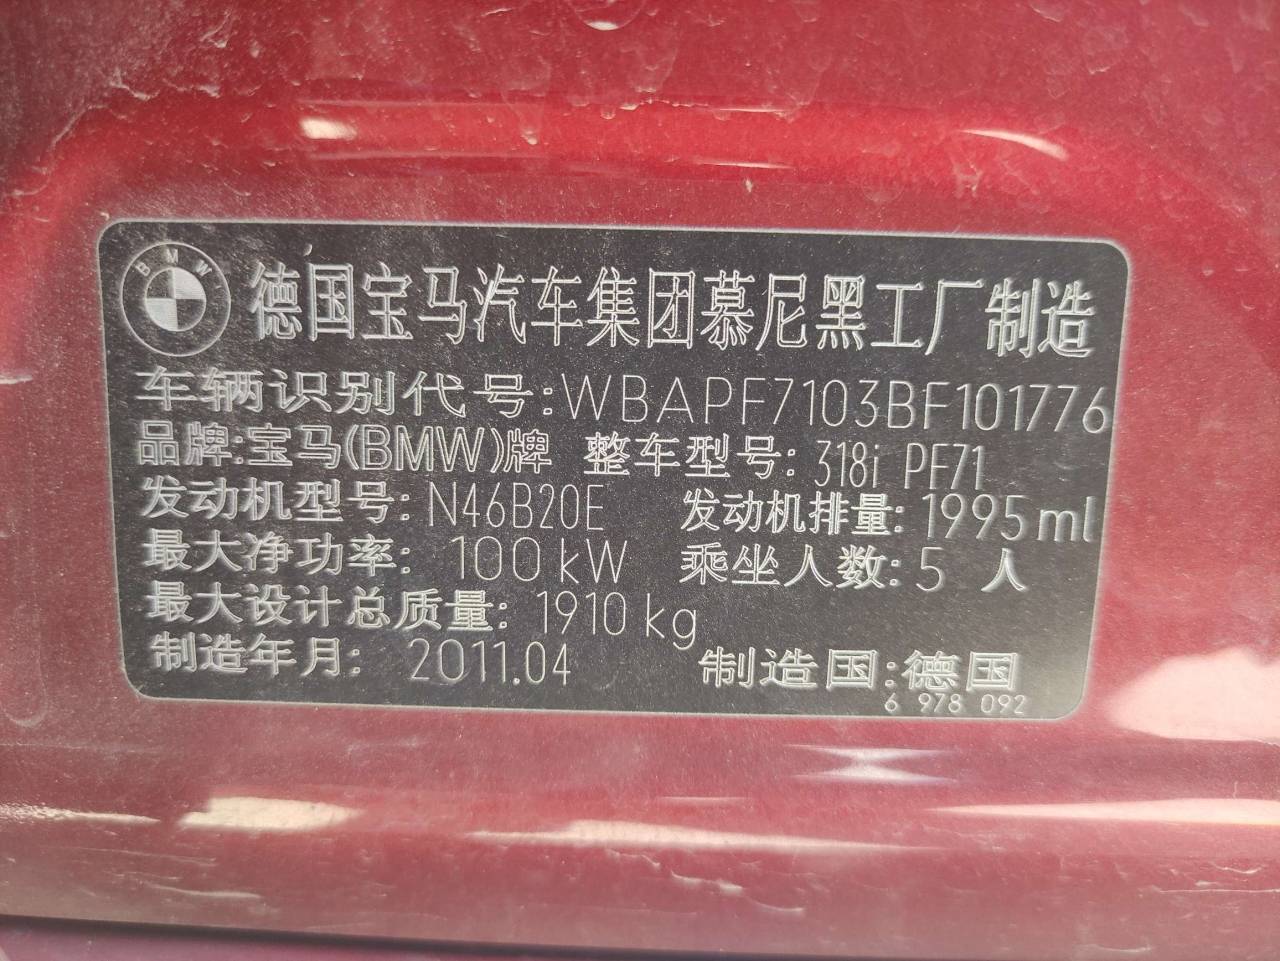 BMW
德国宝马汽车集团慕尼黑工厂制造
车辆识别代号:WBAPF7103BF101776
品牌:宝马(BMW)牌 整车型号: 318i PF71
发动机型号: N46B20E 发动机排量: 1995 ml
最大净功率: 100 kW 乘坐人数: 5 人
最大设计总质量: 1910 kg
制造年月: 2011.04 制造国: 德国
6 978 092